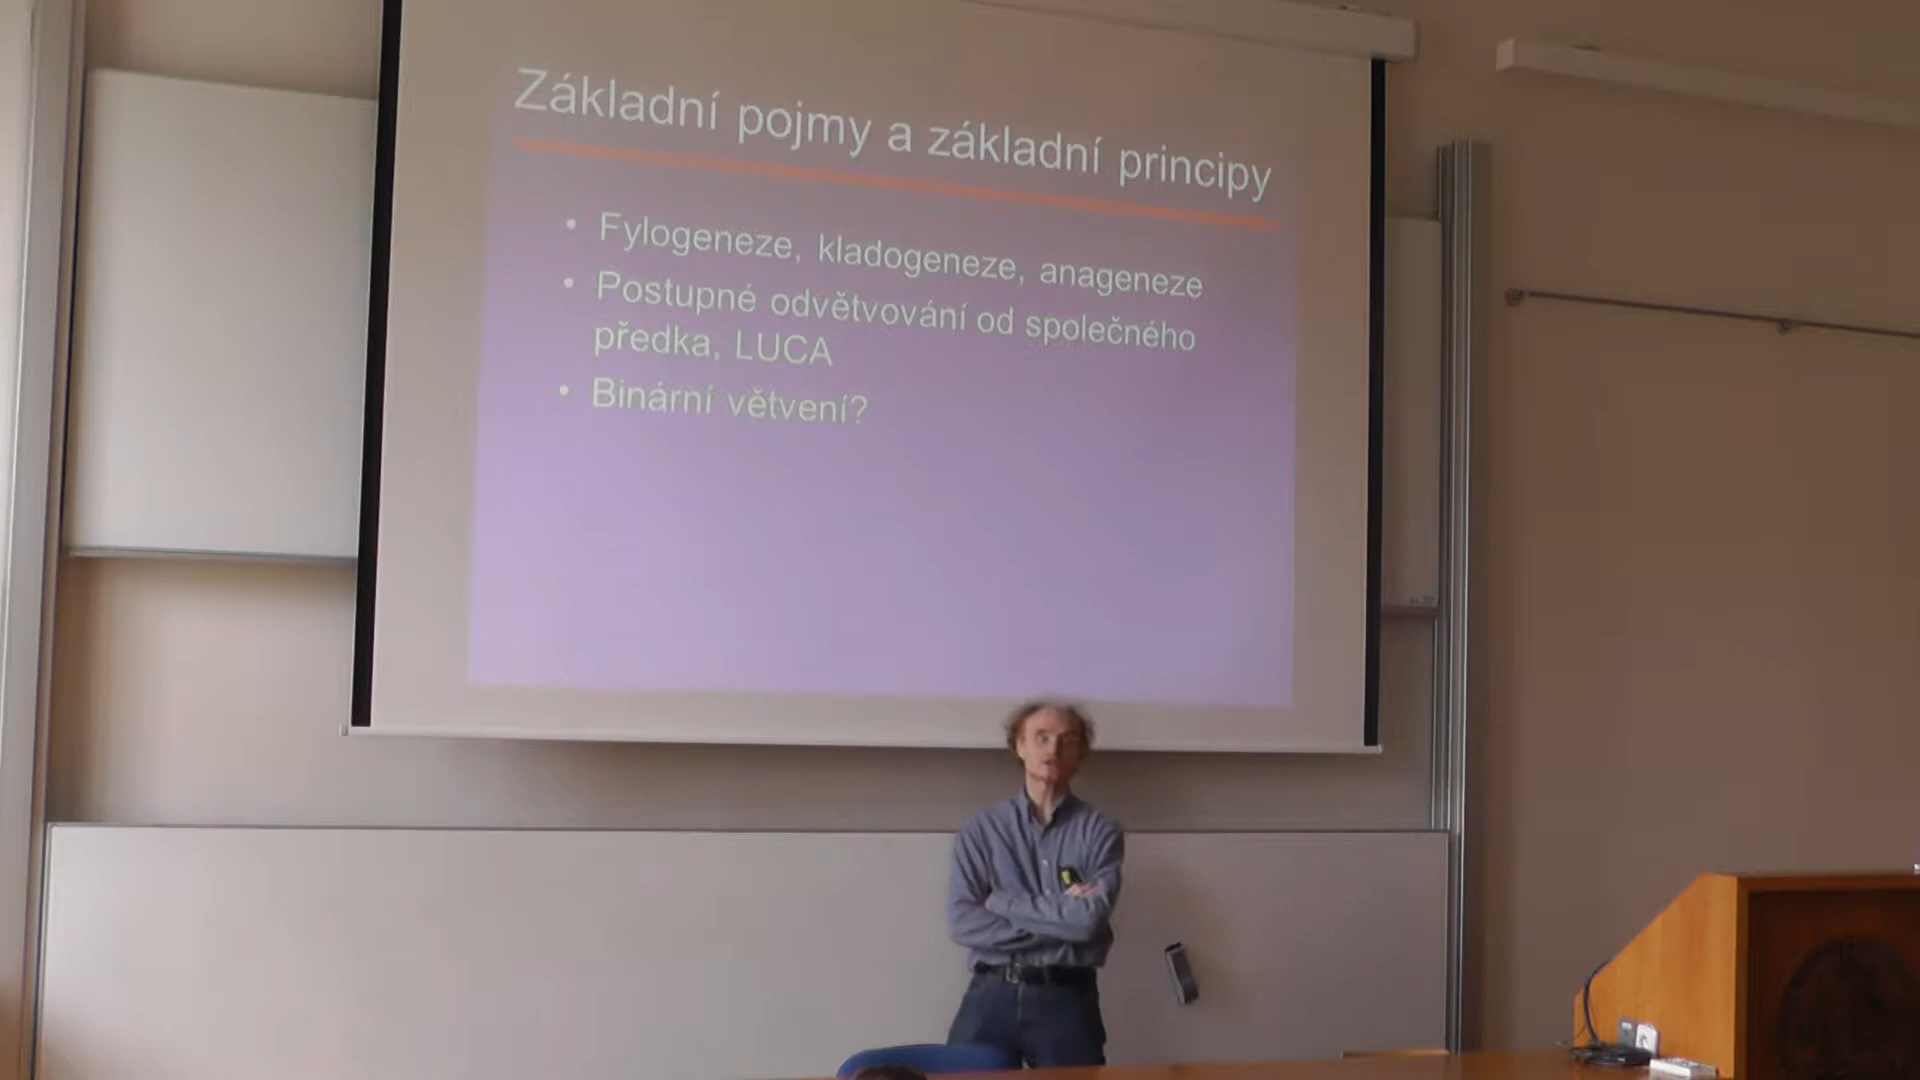 Základní pojmy a základní principy
• Fylogeneze, kladogeneze, anageneze
• Postupné odvětvování od společného
předka, LUCA
• Binární větvení?